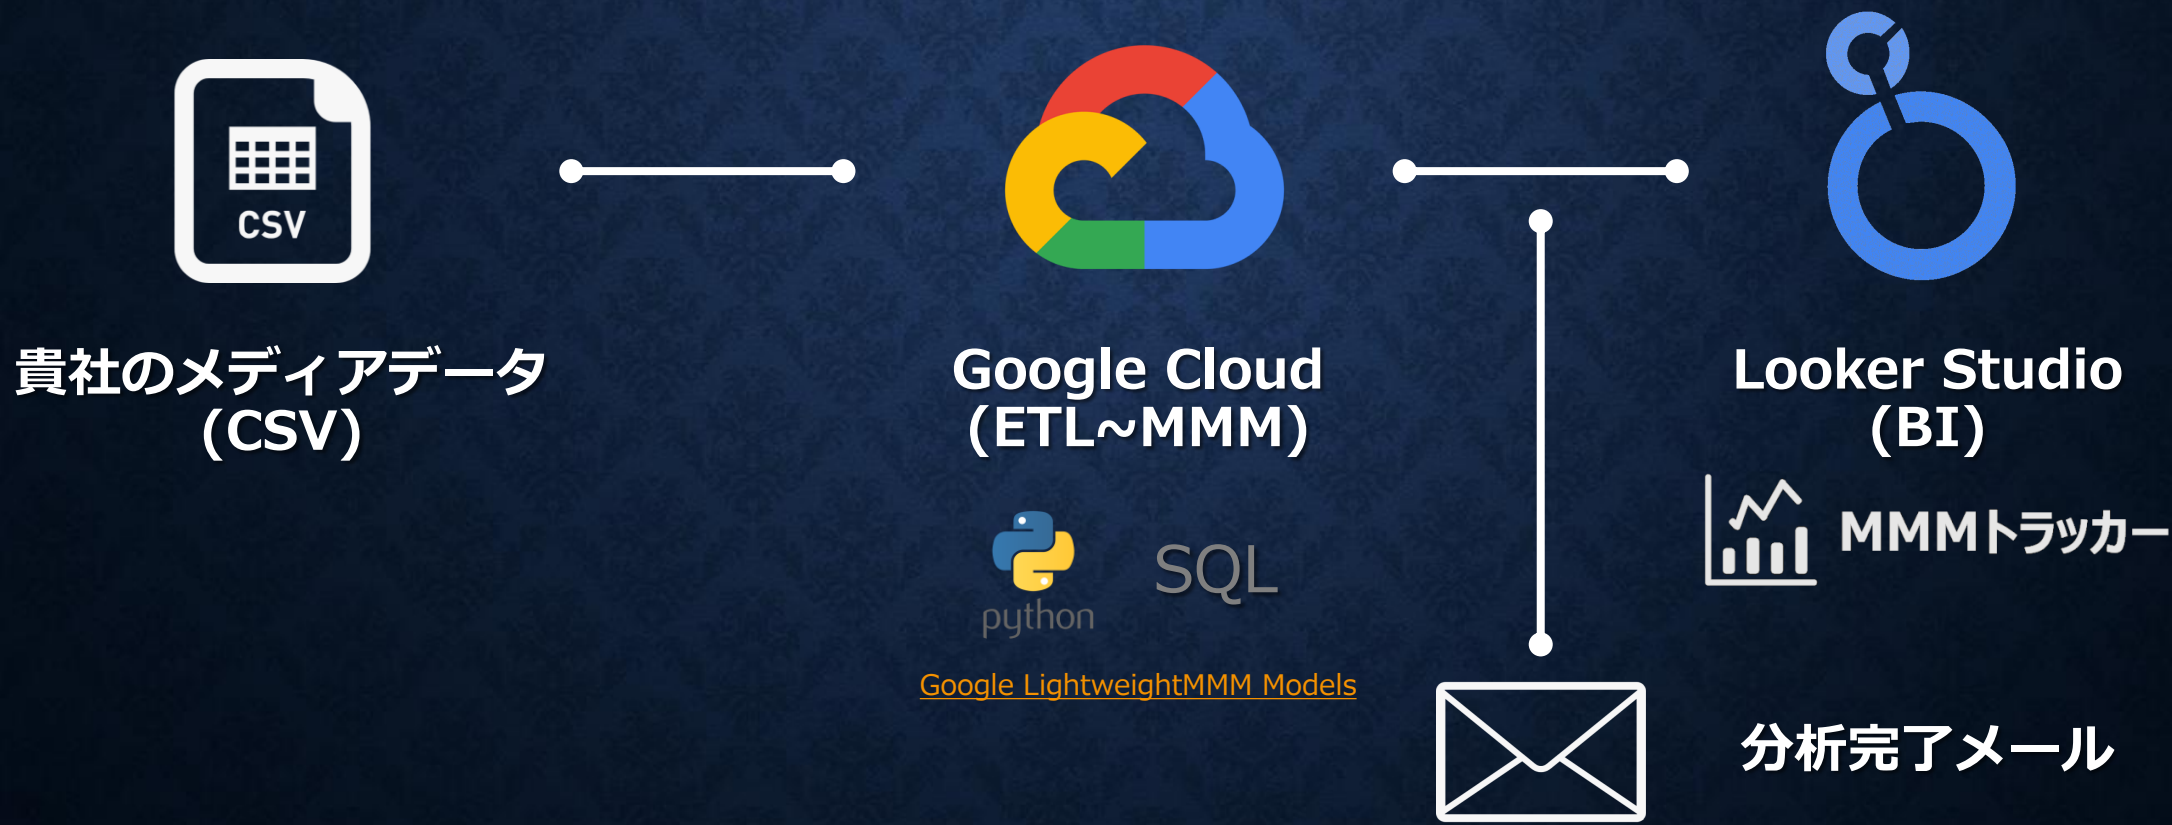 CSV
貴社のメディアデータ
(CSV)
Google Cloud
(ETL~MMM)
python
SQL
Google LightweightMMM Models
Looker Studio
(BI)
MMMトラッカー
分析完了メール